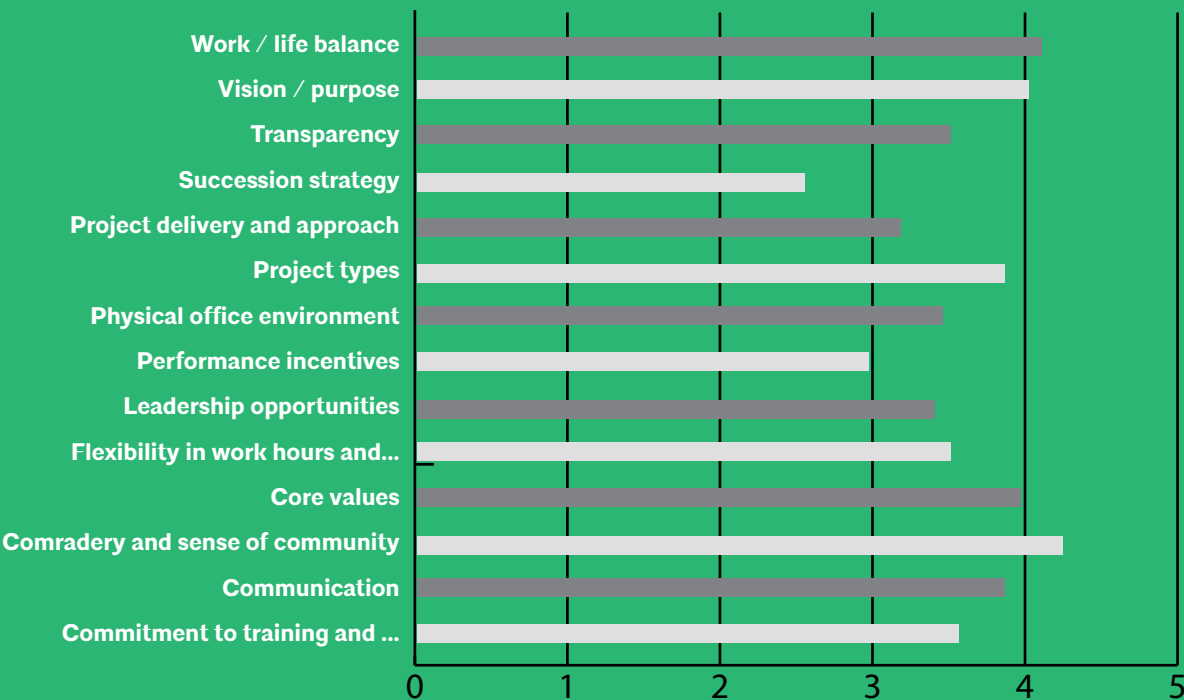 Work / life balance
Vision / purpose
Transparency
Succession strategy
Project delivery and approach
Project types
Physical office environment
Performance incentives
Leadership opportunities
Flexibility in work hours and...
Core values
Comradery and sense of community
Communication
Commitment to training and ...
0 1 2 3 4 5